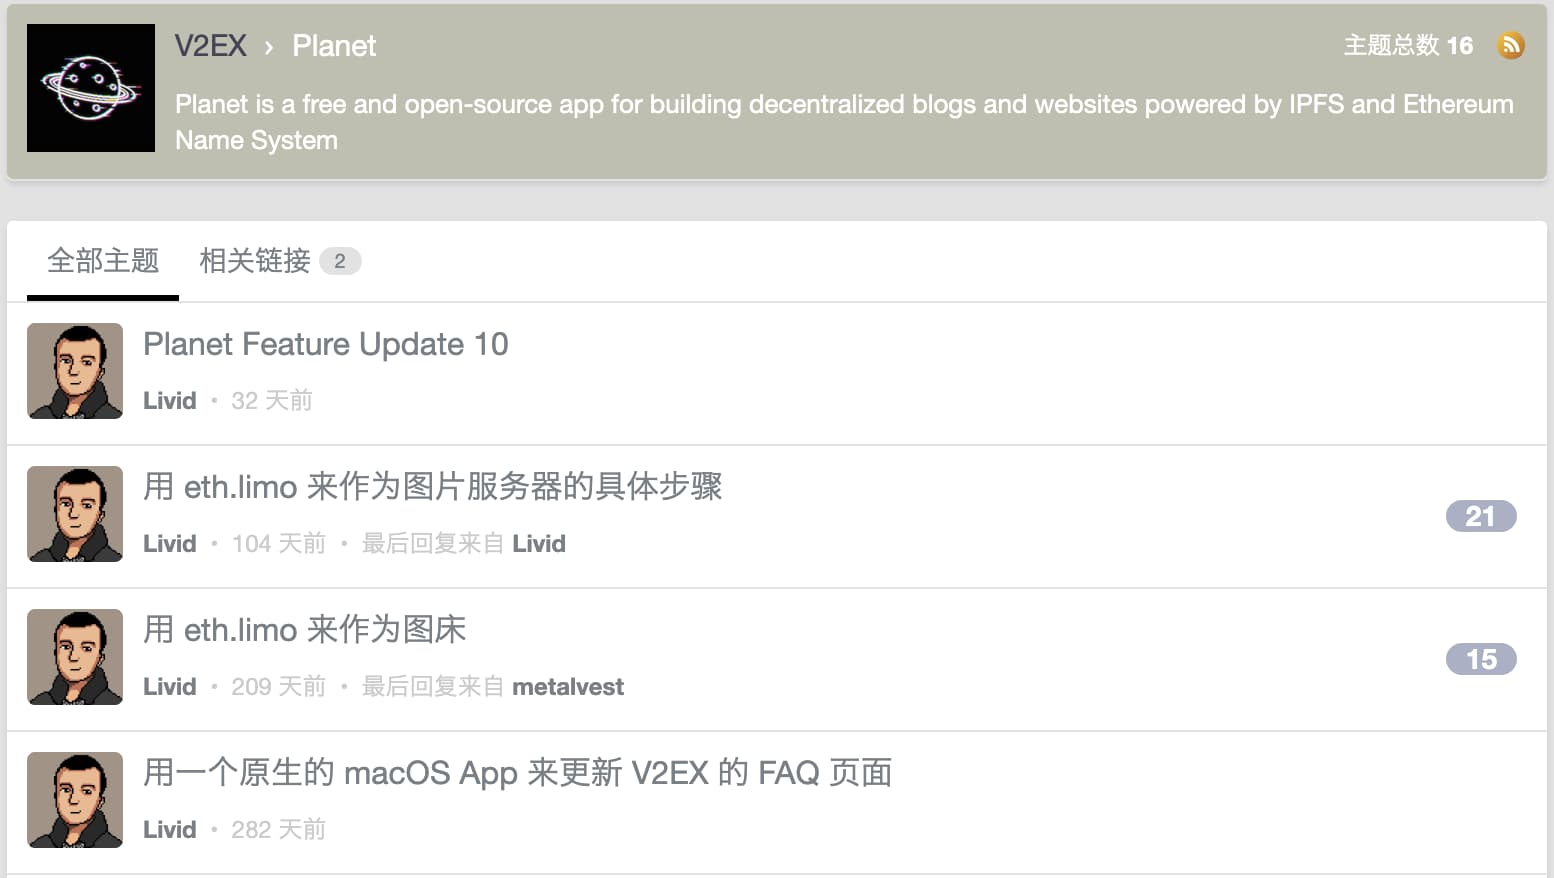 V2EX › Planet
主题总数 16
Planet is a free and open-source app for building decentralized blogs and websites powered by IPFS and Ethereum
Name System
全部主题 相关链接 2
Planet Feature Update 10
Livid • 32 天前
用 eth.limo 来作为图片服务器的具体步骤
21
Livid • 104 天前 • 最后回复来自 Livid
用 eth.limo 来作为图床
15
Livid • 209 天前 • 最后回复来自 metalvest
用一个原生的 macOS App 来更新 V2EX 的 FAQ 页面
Livid • 282 天前